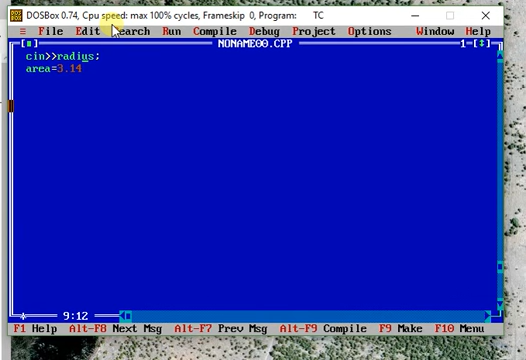 DOSBox 0.74, Cpu speed: max 100% cycles, Frameskip 0, Program: TC
≡ File Edit Search Run Compile Debug Project Options Window Help
NONAME00.CPP 1=[↕]
cin>>radius;
area=3.14
9:12
F1 Help Alt-F8 Next Msg Alt-F7 Prev Msg Alt-F9 Compile F9 Make F10 Menu